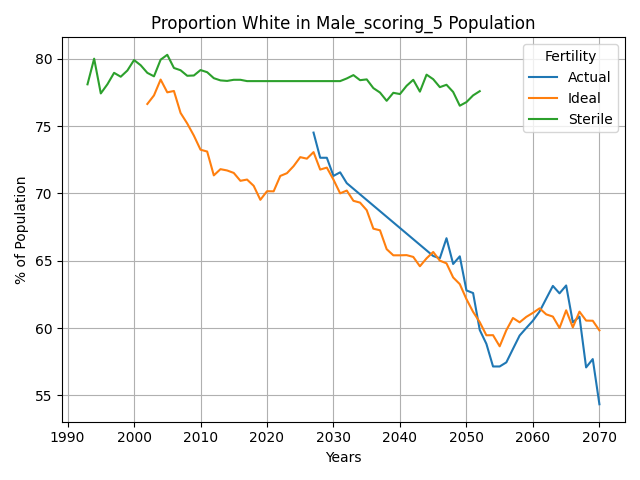 Proportion White in Male_scoring_5 Population
Fertility
Actual
Ideal
Sterile
% of Population
80
75
70
65
60
55
1990 2000 2010 2020 2030 2040 2050 2060 2070
Years